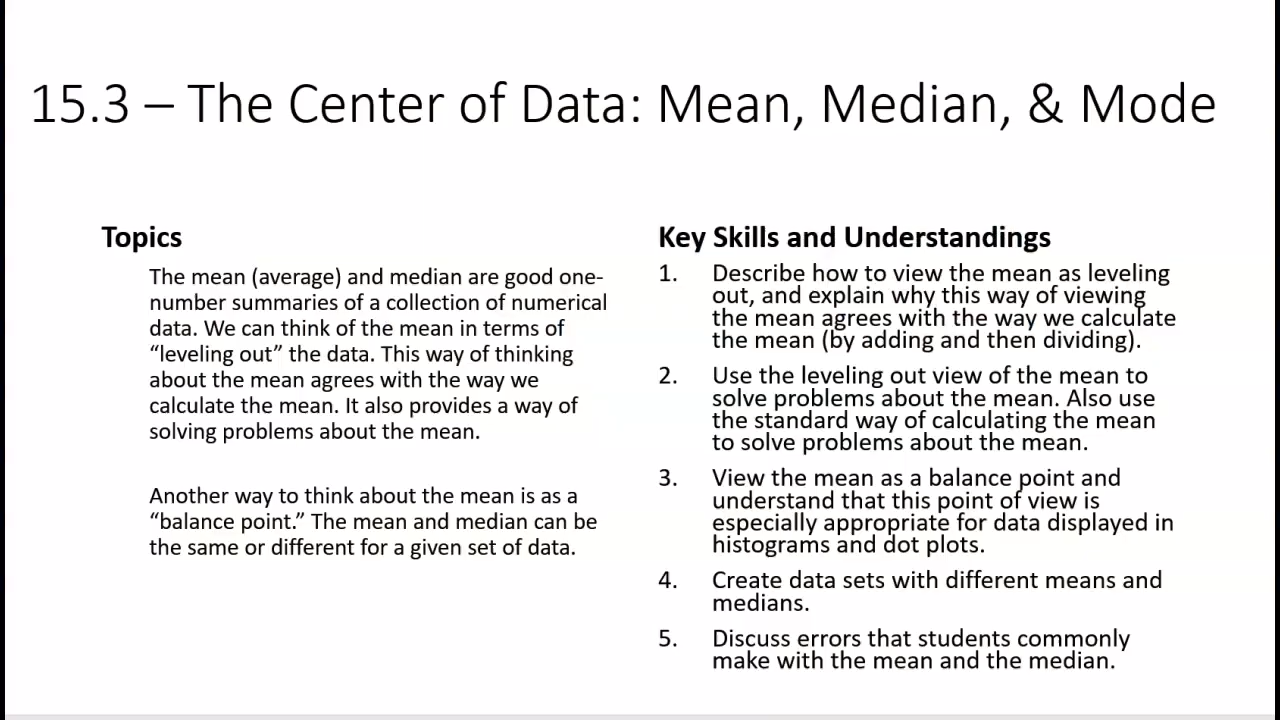 15.3 – The Center of Data: Mean, Median, & Mode
Topics
The mean (average) and median are good one-
number summaries of a collection of numerical
data. We can think of the mean in terms of
“leveling out” the data. This way of thinking
about the mean agrees with the way we
calculate the mean. It also provides a way of
solving problems about the mean.
Another way to think about the mean is as a
“balance point.” The mean and median can be
the same or different for a given set of data.
Key Skills and Understandings
1. Describe how to view the mean as leveling
out, and explain why this way of viewing
the mean agrees with the way we calculate
the mean (by adding and then dividing).
2. Use the leveling out view of the mean to
solve problems about the mean. Also use
the standard way of calculating the mean
to solve problems about the mean.
3. View the mean as a balance point and
understand that this point of view is
especially appropriate for data displayed in
histograms and dot plots.
4. Create data sets with different means and
medians.
5. Discuss errors that students commonly
make with the mean and the median.